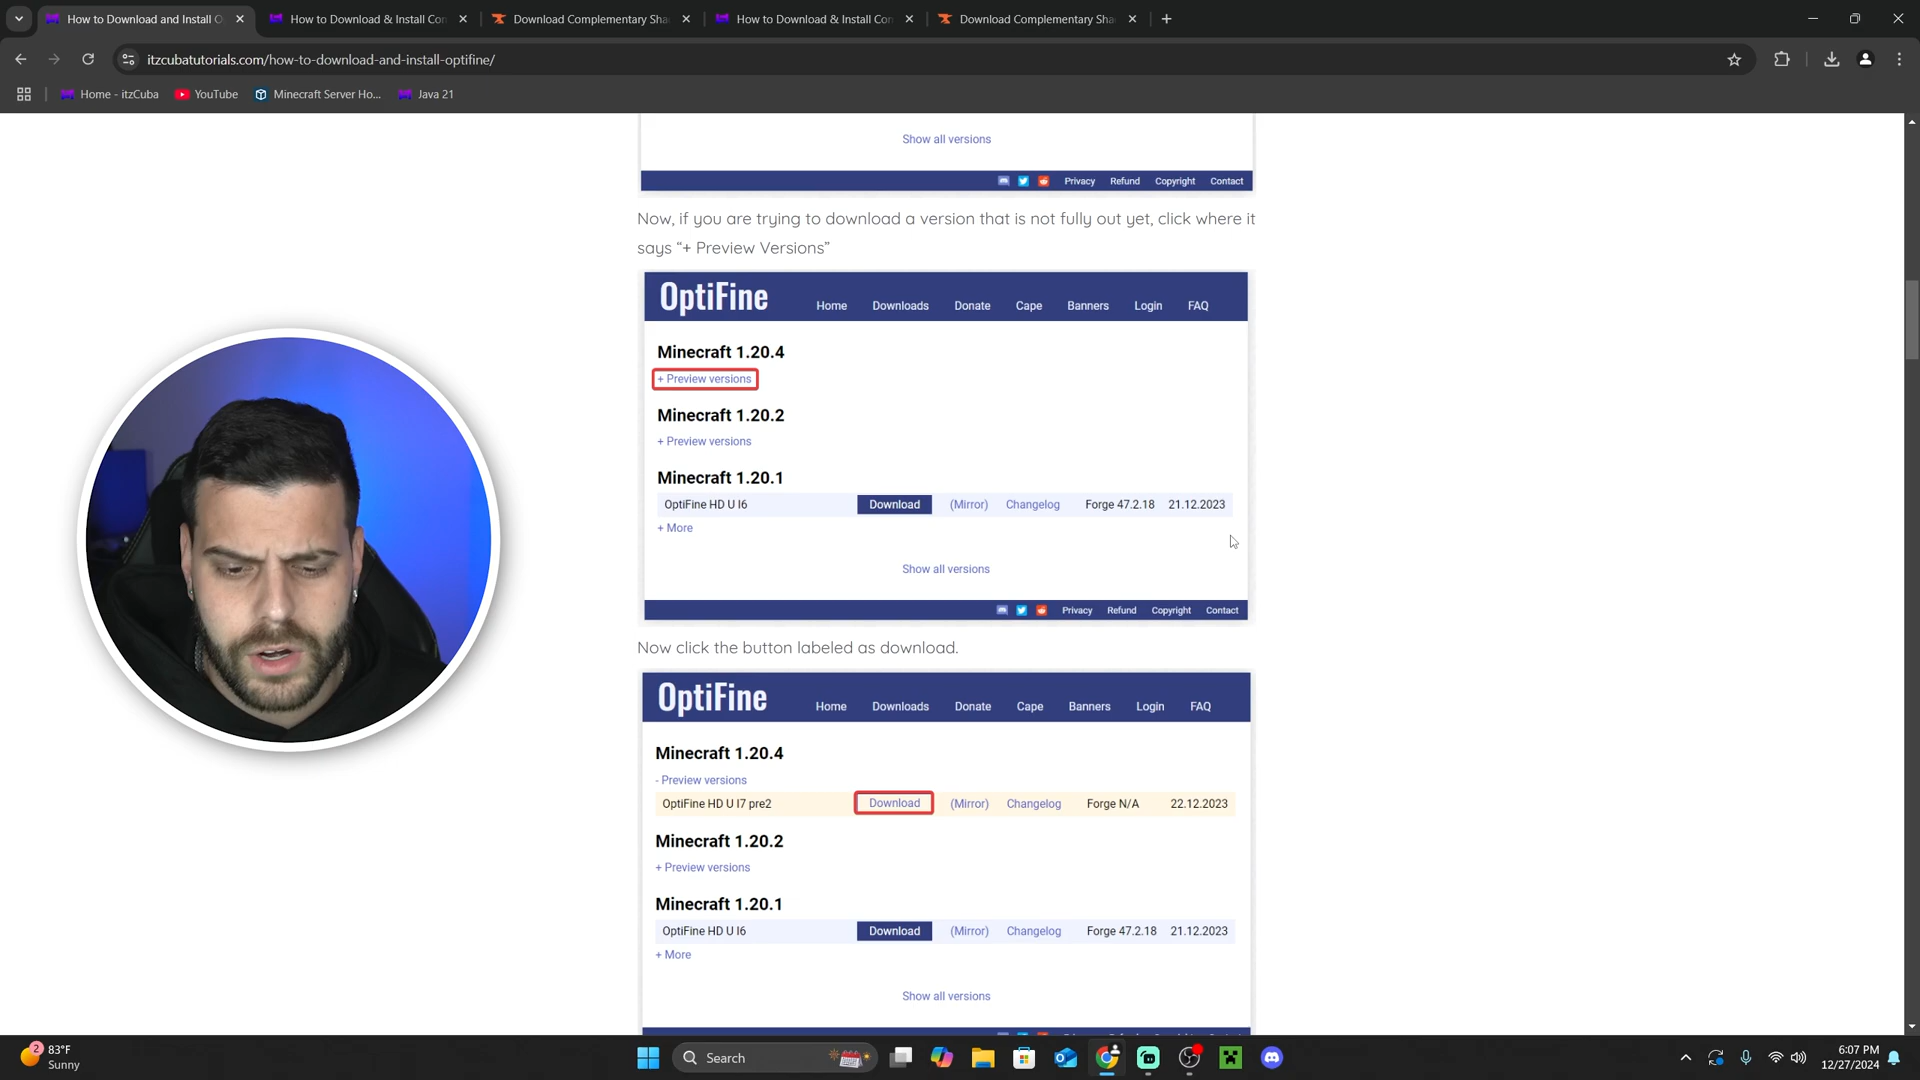 How to Download and Install O
How to Download & Install Con
Download Complementary Sha
How to Download & Install Con
Download Complementary Sha
itzcubatutorials.com/how-to-download-and-install-optifine/
Home - itzCuba
YouTube
Minecraft Server Ho...
Java 21
Show all versions
Privacy Refund Copyright Contact
Now, if you are trying to download a version that is not fully out yet, click where it
says “+ Preview Versions”
OptiFine Home Downloads Donate Cape Banners Login FAQ
Minecraft 1.20.4
+ Preview versions
Minecraft 1.20.2
+ Preview versions
Minecraft 1.20.1
OptiFine HD U I6 Download (Mirror) Changelog Forge 47.2.18 21.12.2023
+ More
Show all versions
Privacy Refund Copyright Contact
Now click the button labeled as download.
OptiFine Home Downloads Donate Cape Banners Login FAQ
Minecraft 1.20.4
- Preview versions
OptiFine HD U I7 pre2 Download (Mirror) Changelog Forge N/A 22.12.2023
Minecraft 1.20.2
+ Preview versions
Minecraft 1.20.1
OptiFine HD U I6 Download (Mirror) Changelog Forge 47.2.18 21.12.2023
+ More
Show all versions
2
83°F
Sunny
Search
6:07 PM
12/27/2024